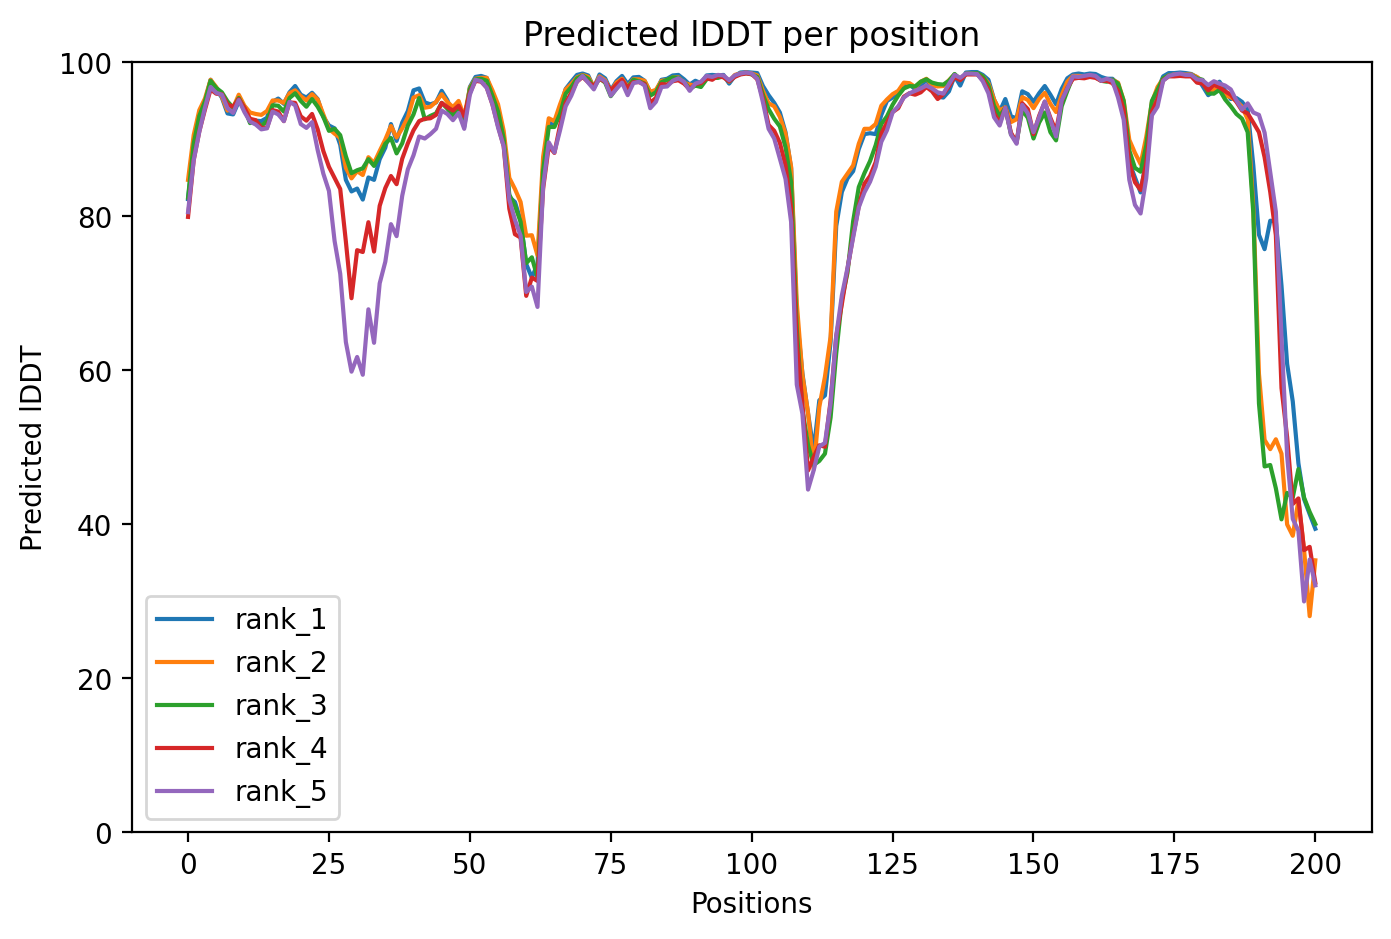 Predicted lDDT per position
100
80
60
40
20
0
Predicted lDDT
rank_1
rank_2
rank_3
rank_4
rank_5
0 25 50 75 100 125 150 175 200
Positions